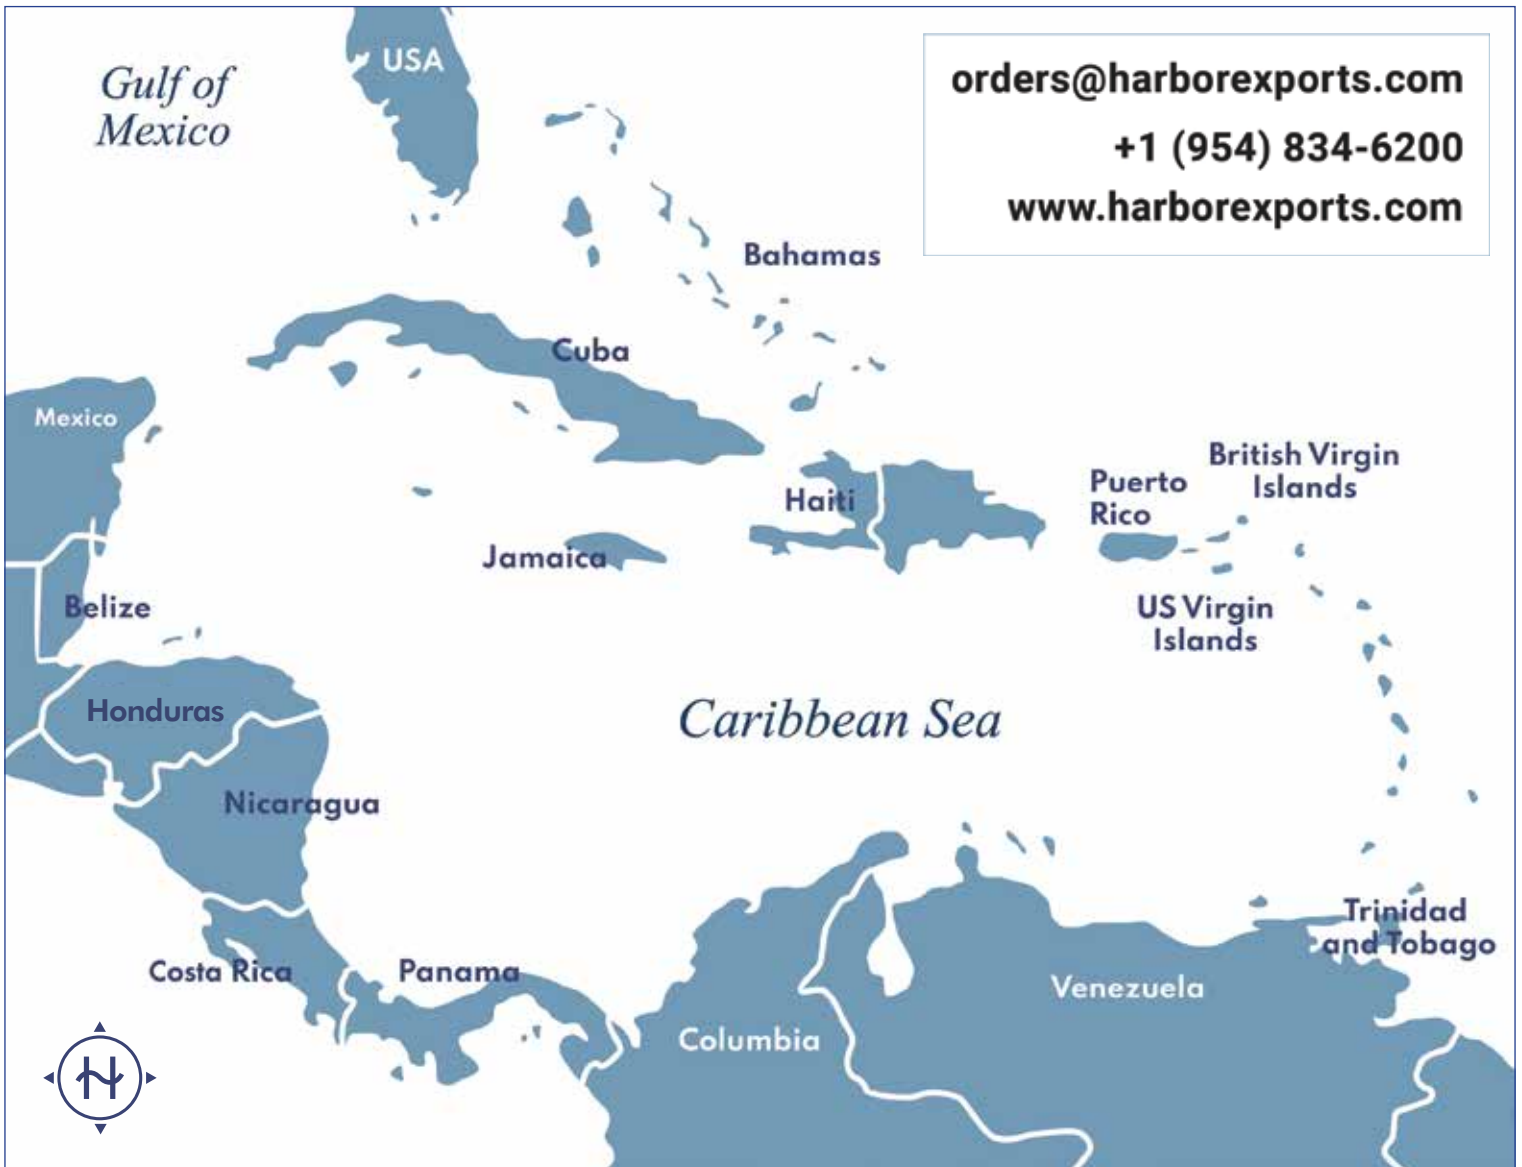 Gulf of
Mexico
USA
orders@harborexports.com
+1 (954) 834-6200
www.harborexports.com
Bahamas
Cuba
Mexico
Haiti
Puerto
Rico
British Virgin
Islands
Jamaica
Belize
US Virgin
Islands
Honduras
Caribbean Sea
Nicaragua
Trinidad
and Tobago
Costa Rica
Panama
Venezuela
Columbia
H